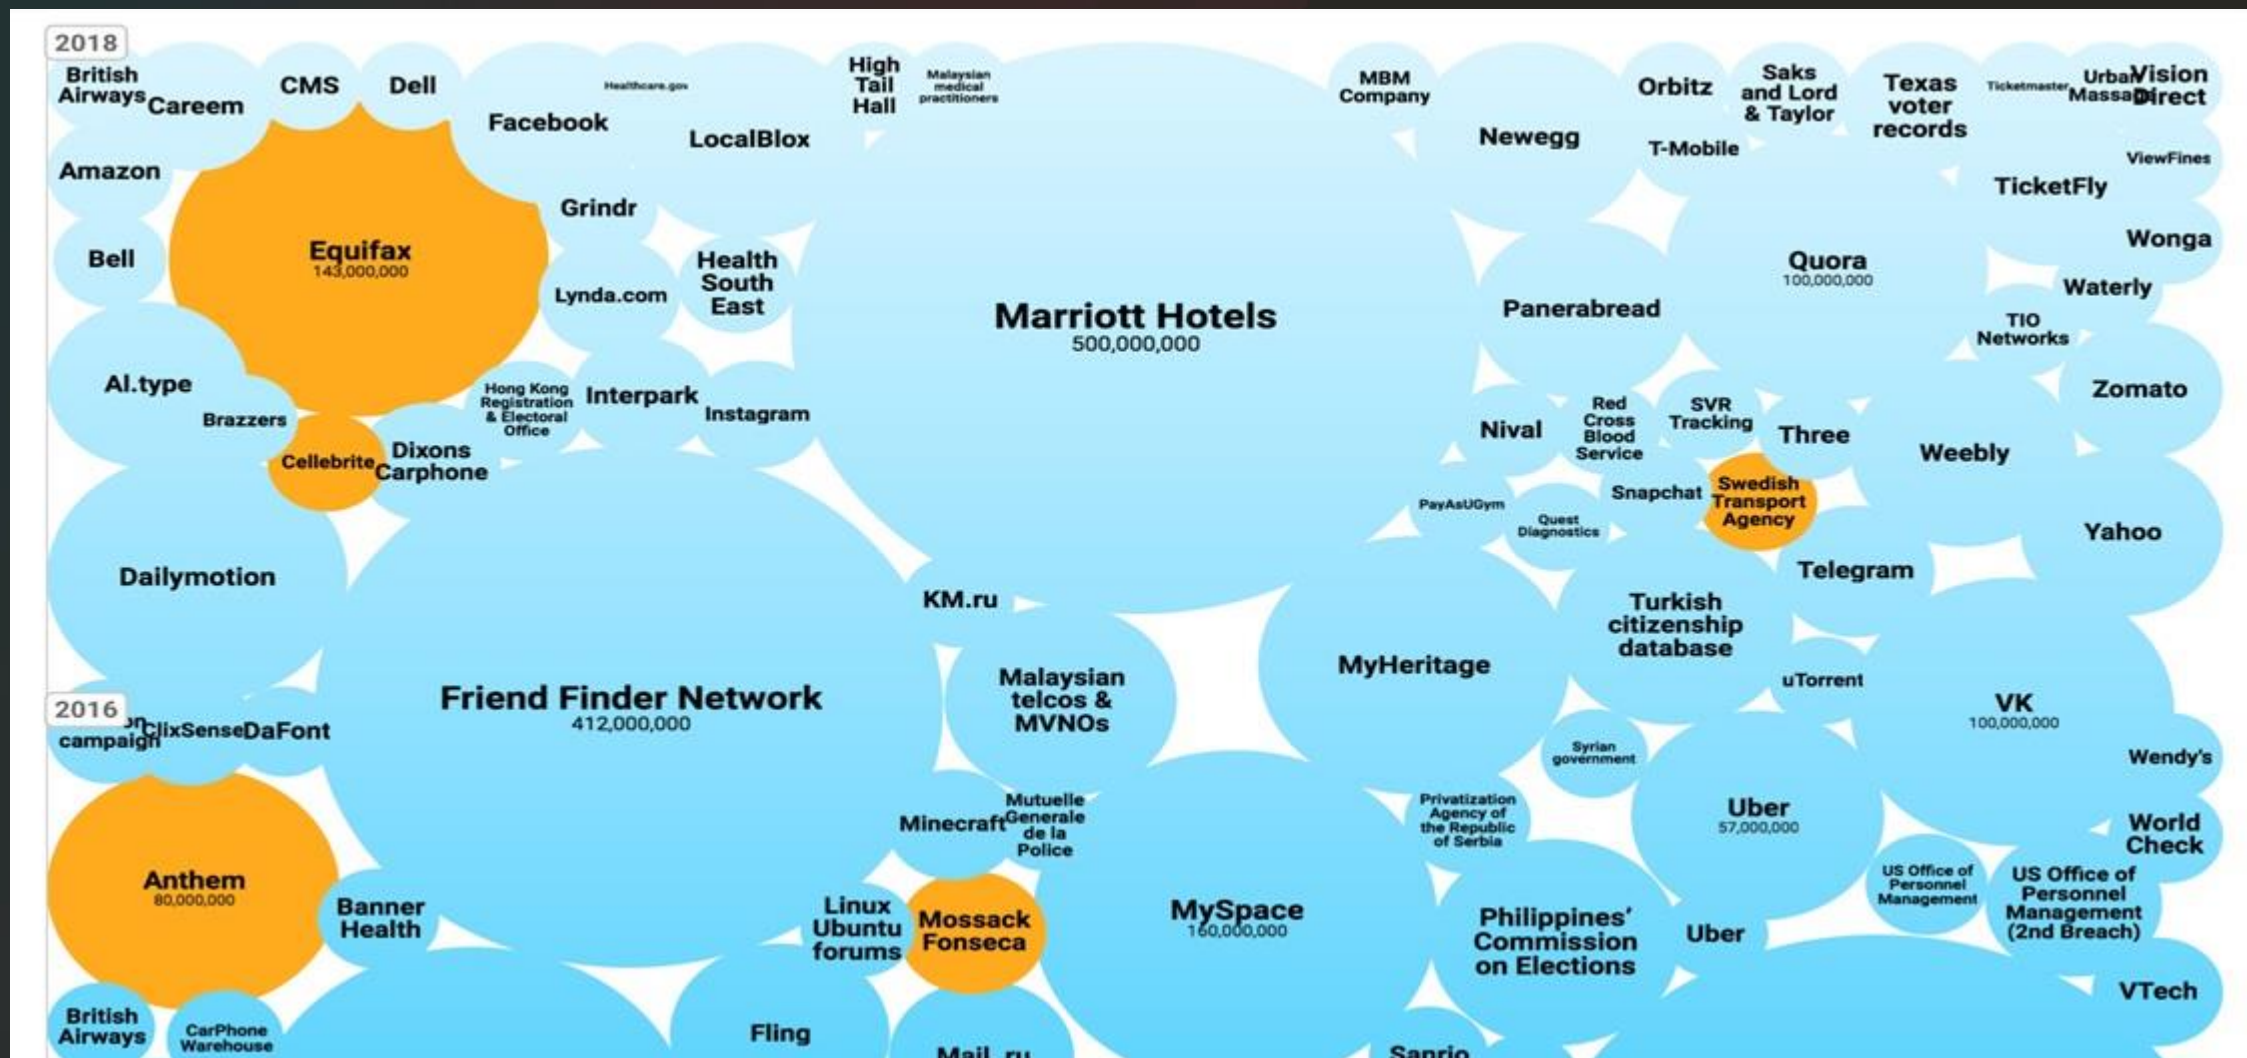 2018
British
Airways
Careem
CMS
Dell
Facebook
Healthcare.gov
LocalBlox
High
Tail
Hall
Malaysian
medical
practitioners
MBM
Company
Newegg
Orbitz
Saks
and Lord
& Taylor
Texas
voter
records
Ticketmaster
Urban
Massage
Vision
Direct
Amazon
Grindr
T-Mobile
TicketFly
ViewFines
Bell
Equifax
143,000,000
Lynda.com
Health
South
East
Marriott Hotels
500,000,000
Panerabread
Quora
100,000,000
Wonga
Waterly
TIO
Networks
Al.type
Brazzers
Cellebrite
Dixons
Carphone
Hong Kong
Registration
& Electoral
Office
Interpark
Instagram
Nival
Red
Cross
Blood
Service
SVR
Tracking
Three
Weebly
Zomato
PayAsUGym
Quest
Diagnostics
Snapchat
Swedish
Transport
Agency
Yahoo
Dailymotion
KM.ru
Telegram
Turkish
citizenship
database
Friend Finder Network
412,000,000
Malaysian
telcos &
MVNOs
MyHeritage
uTorrent
VK
100,000,000
2016
campaign
ClixSense
DaFont
Syrian
government
Wendy's
Anthem
80,000,000
Banner
Health
Minecraft
Mutuelle
Generale
de la
Police
Privatization
Agency of
the Republic
of Serbia
Uber
57,000,000
World
Check
Linux
Ubuntu
forums
Mossack
Fonseca
MySpace
160,000,000
Philippines'
Commission
on Elections
Uber
US Office of
Personnel
Management
US Office of
Personnel
Management
(2nd Breach)
VTech
British
Airways
CarPhone
Warehouse
Fling
Mail. ru
Sanrio